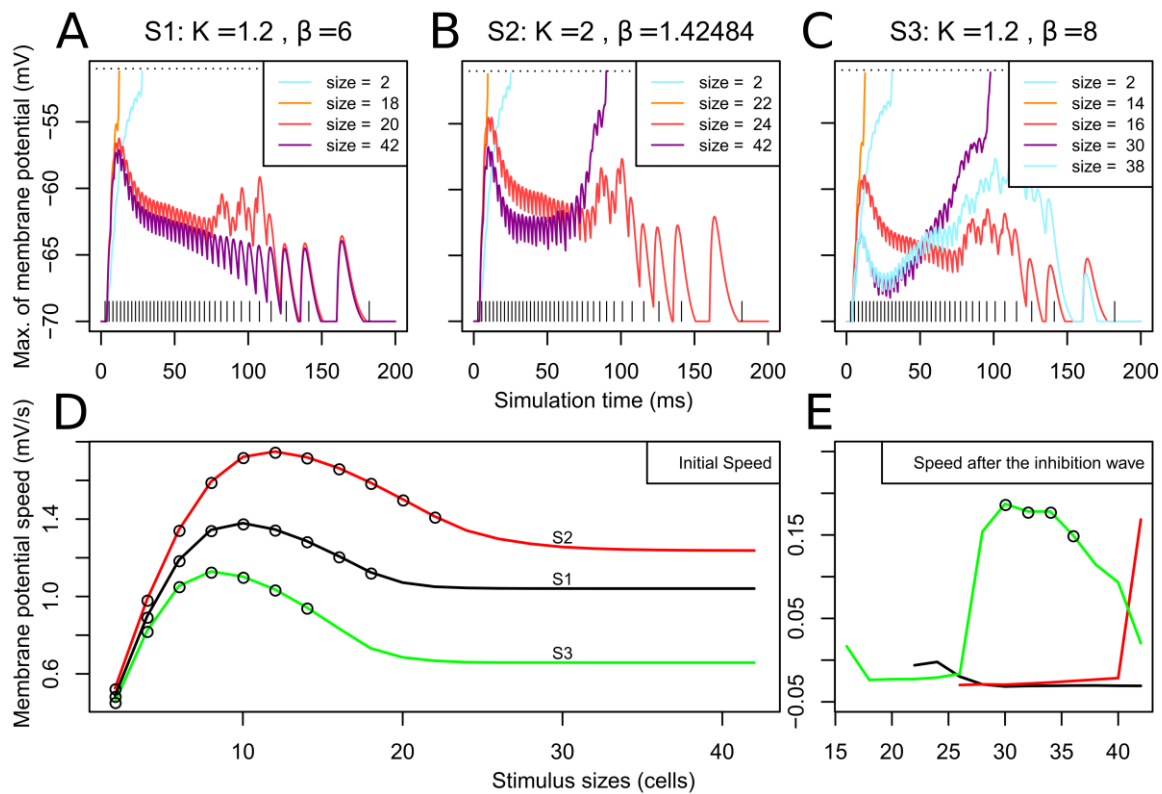 A S1: K =1.2 , β=6
B S2: K =2 , β=1.42484
C S3: K =1.2 , β=8
Max. of membrane potential (mV)
−55
−60
−65
−70
size = 2
size = 18
size = 20
size = 42
size = 2
size = 22
size = 24
size = 42
size = 2
size = 14
size = 16
size = 30
size = 38
0 50 100 150 200
0 50 100 150 200
0 50 100 150 200
Simulation time (ms)
D
E
Membrane potential speed (mV/s)
1.4
1.0
0.6
Initial Speed
S2
S1
S3
10 20 30 40
Stimulus sizes (cells)
Speed after the inhibition wave
0.15
0.05
−0.05
15 20 25 30 35 40